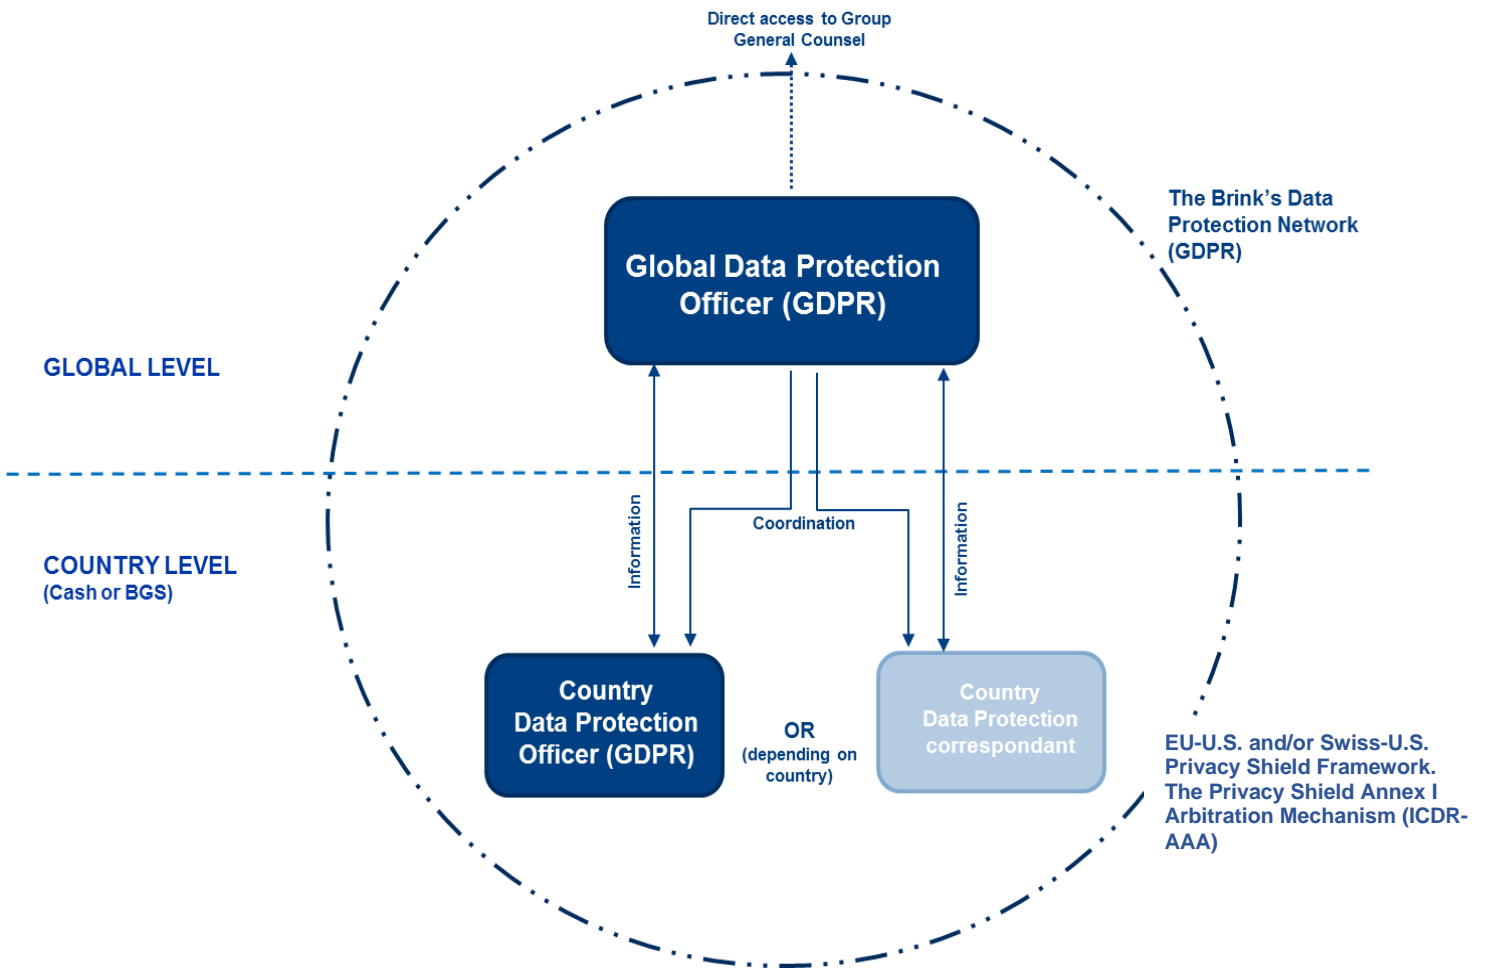 Direct access to Group
General Counsel
The Brink's Data
Protection Network
(GDPR)
Global Data Protection
Officer (GDPR)
GLOBAL LEVEL
Information
Coordination
Information
COUNTRY LEVEL
(Cash or BGS)
Country
Data Protection
Officer (GDPR)
OR
(depending on
country)
Country
Data Protection
correspondant
EU-U.S. and/or Swiss-U.S.
Privacy Shield Framework.
The Privacy Shield Annex I
Arbitration Mechanism (ICDR-
AAA)